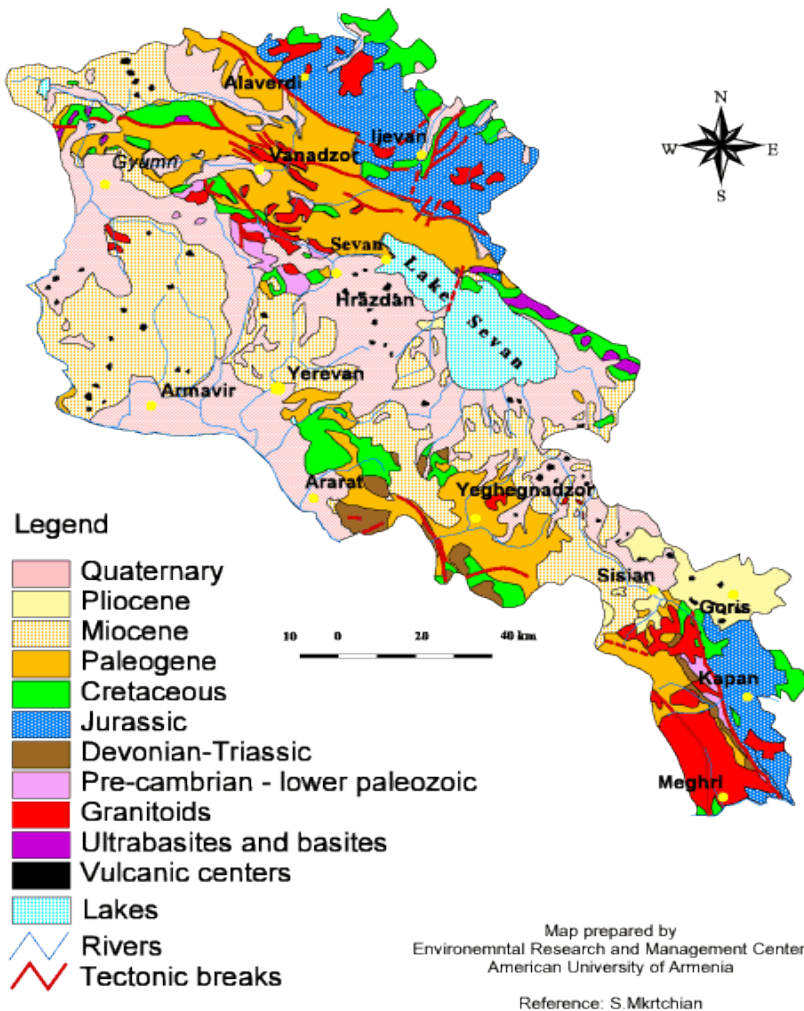 Alaverdi
Ijevan
Gyumri
Vanadzor
N
W E
S
Sevan
Lake
Sevan
Hrazdan
Yerevan
Armavir
Ararat
Yeghegnadzor
Sisian
Goris
Kapan
Meghri
Legend
Quaternary
Pliocene
Miocene
Paleogene
Cretaceous
Jurassic
Devonian-Triassic
Pre-cambrian - lower paleozoic
Granitoids
Ultrabasites and basites
Vulcanic centers
Lakes
Rivers
Tectonic breaks
10 0 20 40 km
Map prepared by
Environemntal Research and Management Center
American University of Armenia
Reference: S.Mkrtchian